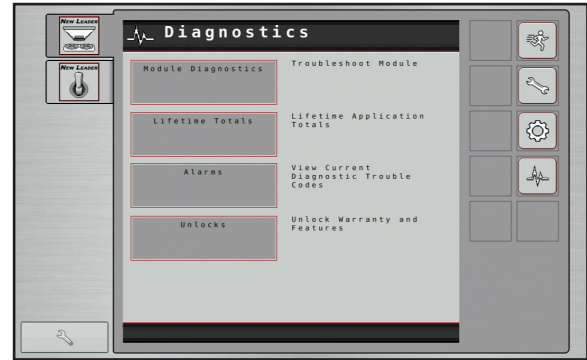 NEW LEADER
NEW LEADER
Diagnostics
Module Diagnostics
Troubleshoot Module
Lifetime Totals
Lifetime Application
Totals
Alarms
View Current
Diagnostic Trouble
Codes
Unlocks
Unlock Warranty and
Features